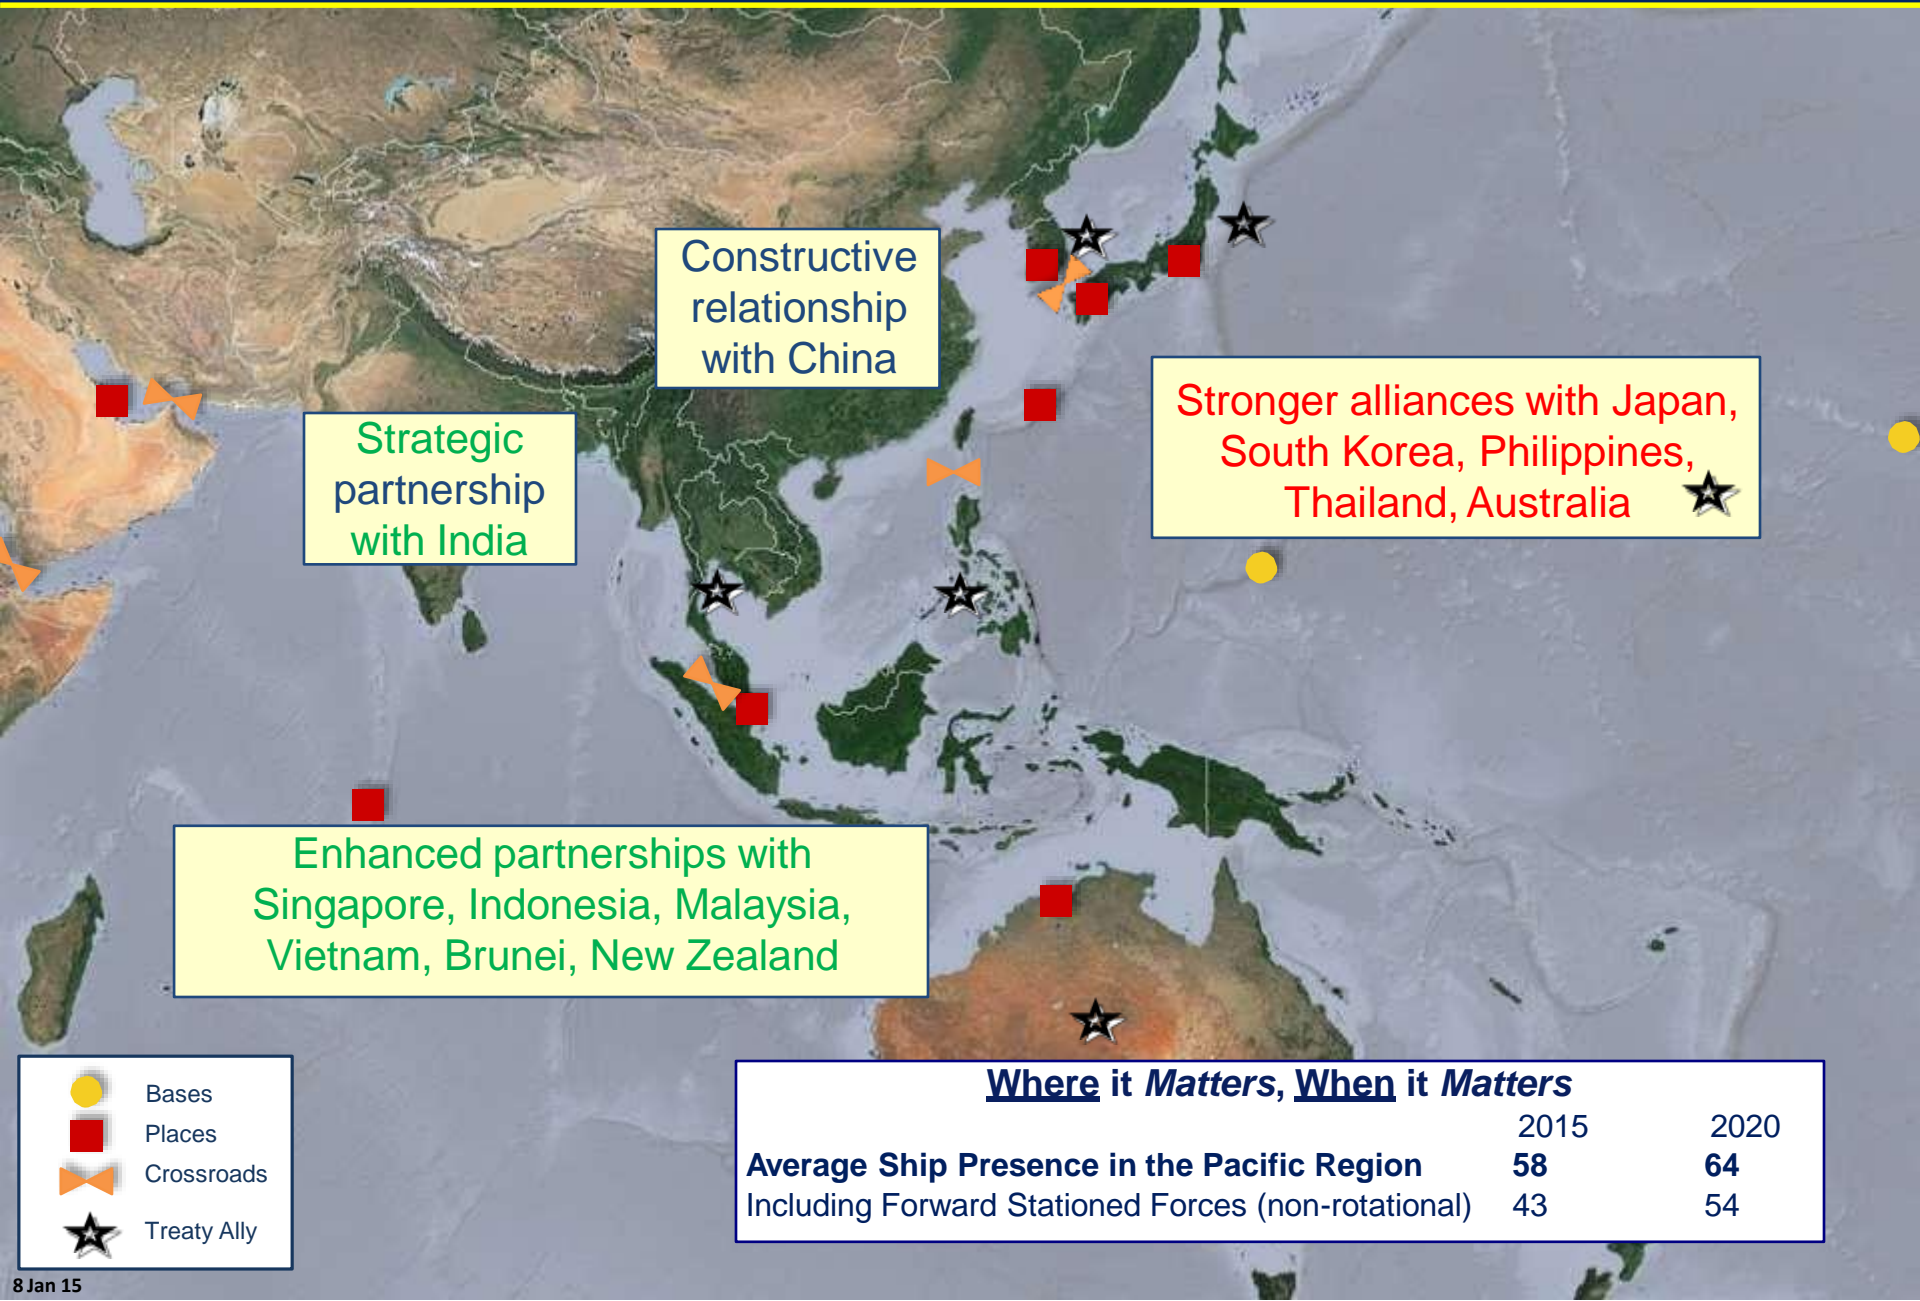 Constructive
relationship
with China
Stronger alliances with Japan,
South Korea, Philippines,
Thailand, Australia
Strategic
partnership
with India
Enhanced partnerships with
Singapore, Indonesia, Malaysia,
Vietnam, Brunei, New Zealand
Bases
Places
Crossroads
Treaty Ally
Where it Matters, When it Matters
2015 2020
Average Ship Presence in the Pacific Region 58 64
Including Forward Stationed Forces (non-rotational) 43 54
8 Jan 15